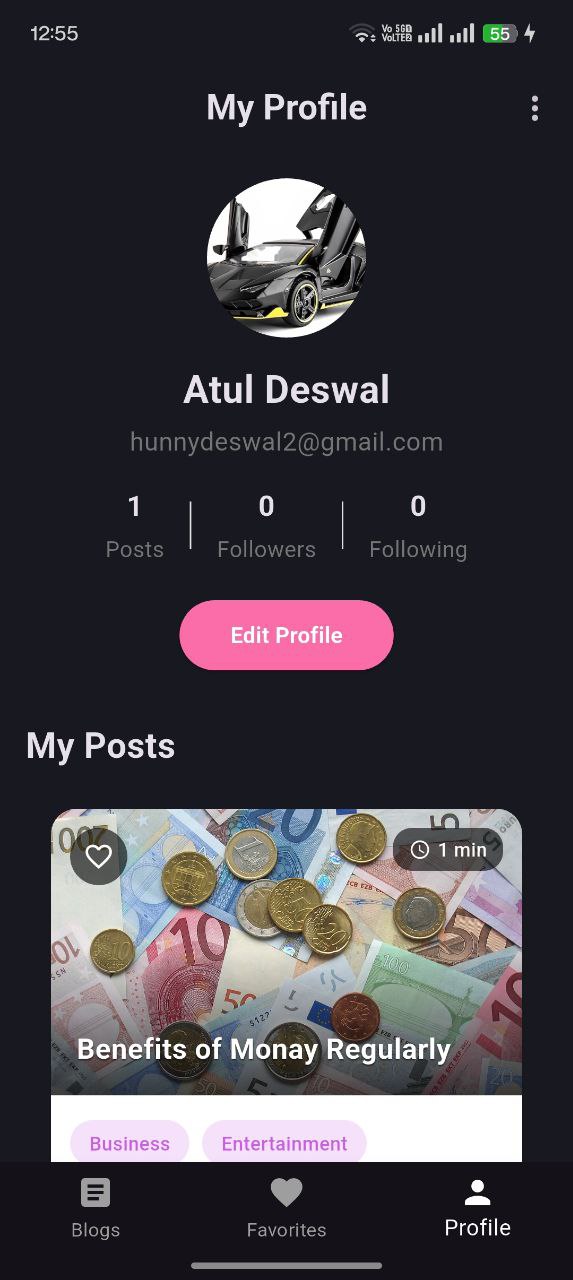 12:55
Vo 5G
VoLTE2
55
My Profile
Atul Deswal
hunnydeswal2@gmail.com
1
0
0
Posts
Followers
Following
Edit Profile
My Posts
1 min
Benefits of Monay Regularly
Business
Entertainment
Blogs
Favorites
Profile